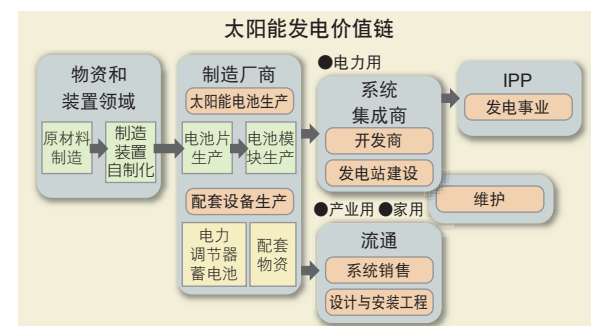 太阳能发电价值链
物资和
装置领域
原材料
制造
制造
装置
自制化
制造厂商
太阳能电池生产
电池片
生产
电池模
块生产
配套设备生产
电力
调节器
蓄电池
配套
物资
●电力用
系统
集成商
开发商
发电站建设
IPP
发电事业
维护
●产业用 ●家用
流通
系统销售
设计与安装工程